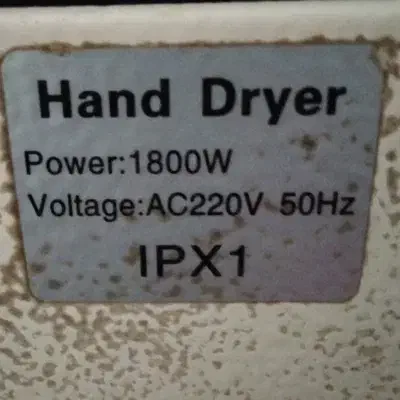 Hand Dryer
Power:1800W
Voltage:AC220V 50Hz
IPX1